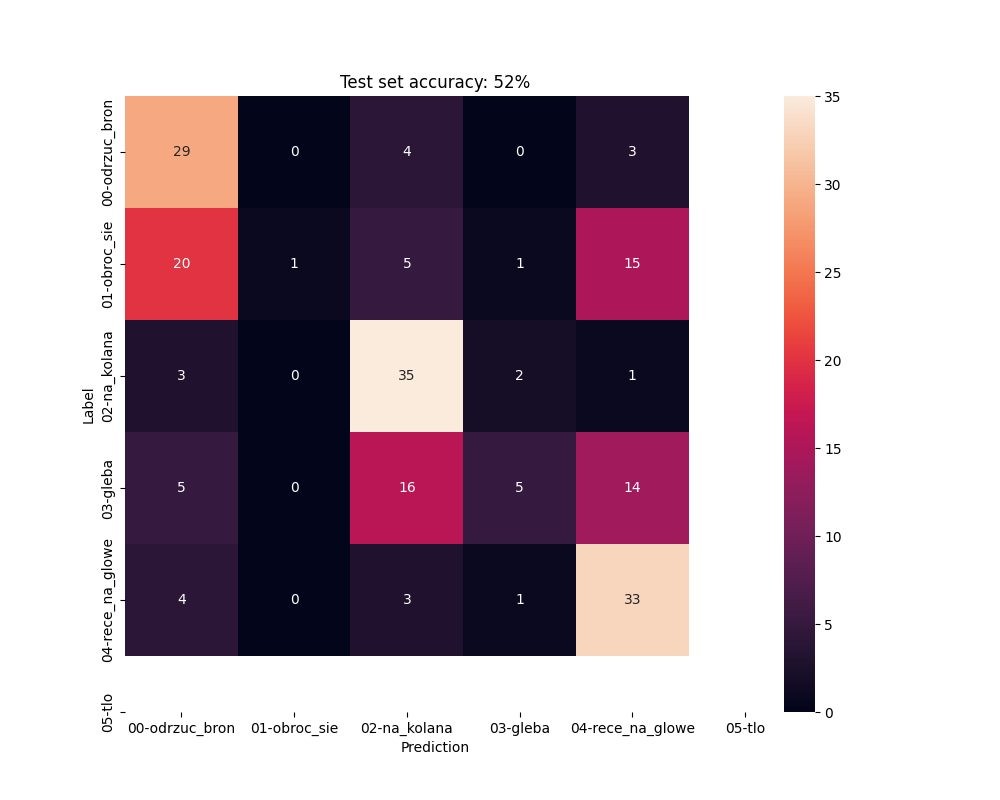 Test set accuracy: 52%
00-odrzuc_bron
29 0 4 0 3
01-obroc_sie
20 1 5 1 15
02-na_kolana
3 0 35 2 1
03-gleba
5 0 16 5 14
04-rece_na_glowe
4 0 3 1 33
05-tlo
Label
00-odrzuc_bron 01-obroc_sie 02-na_kolana 03-gleba 04-rece_na_glowe 05-tlo
Prediction
35
30
25
20
15
10
5
0